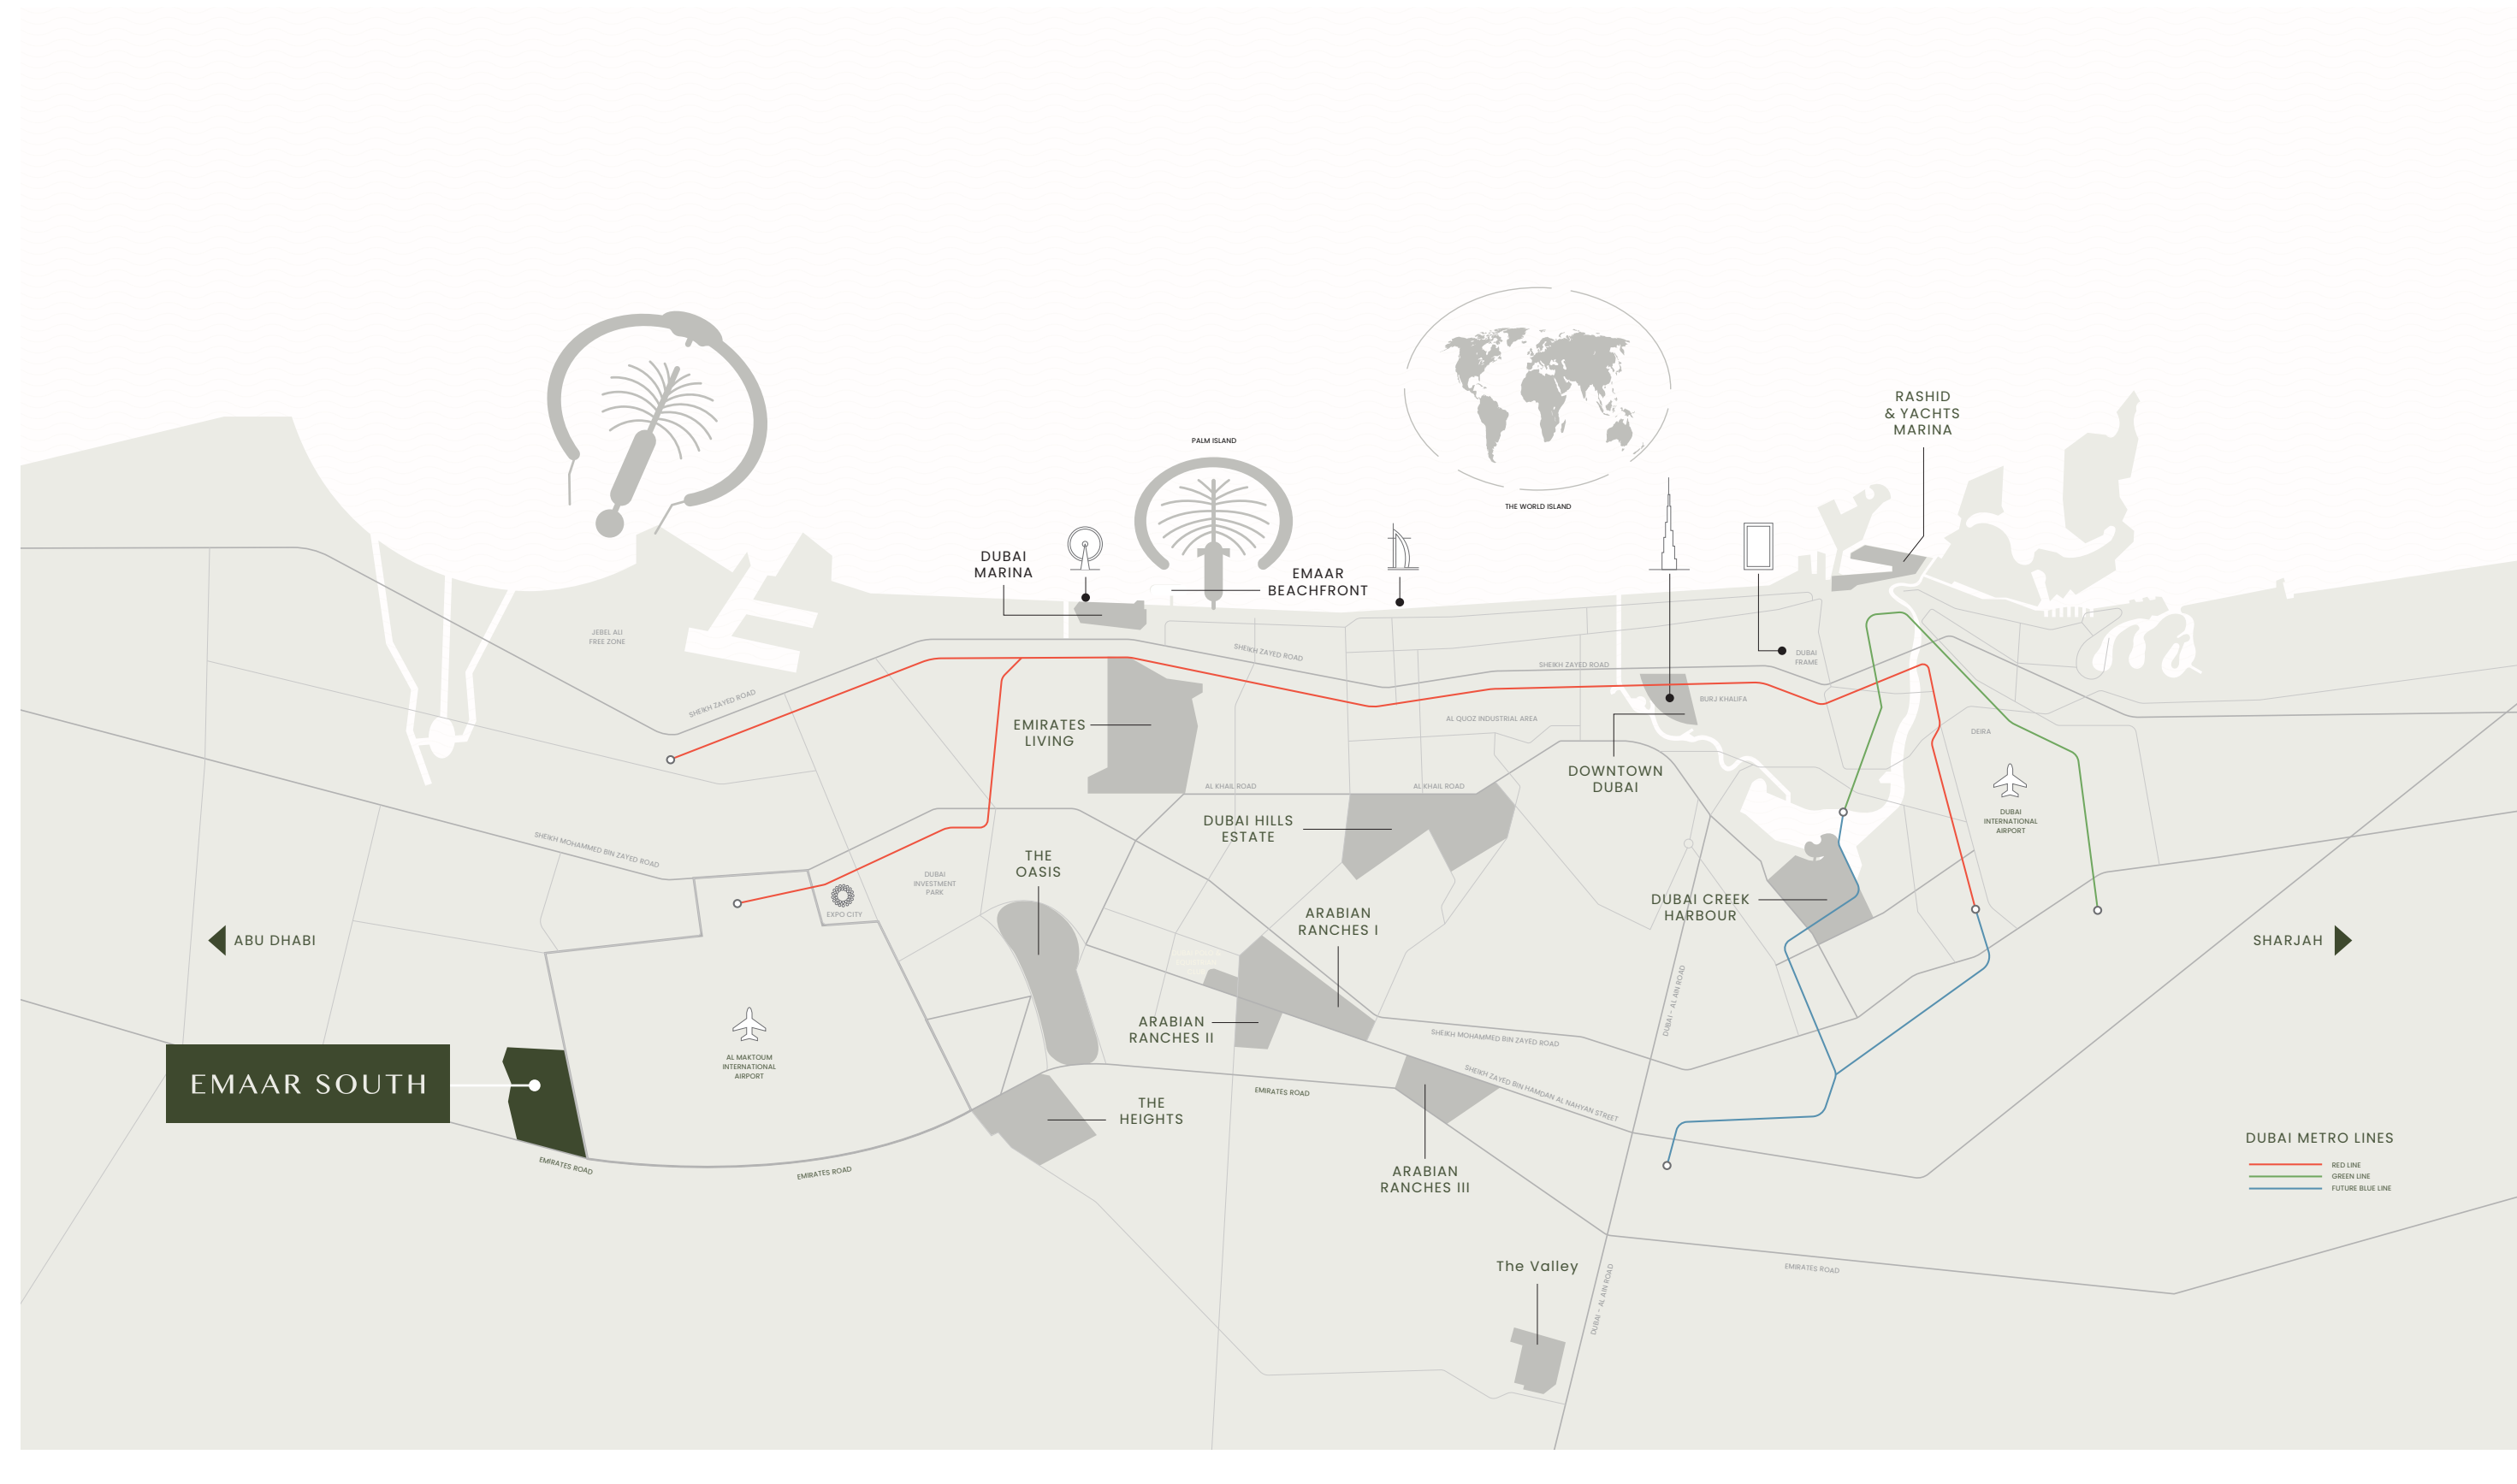 RASHID
& YACHTS
MARINA
PALM ISLAND
THE WORLD ISLAND
DUBAI
MARINA
EMAAR
BEACHFRONT
JEBEL ALI
FREE ZONE
SHEIKH ZAYED ROAD
SHEIKH ZAYED ROAD
SHEIKH ZAYED ROAD
DUBAI
FRAME
BURJ KHALIFA
EMIRATES
LIVING
AL QUOZ INDUSTRIAL AREA
DEIRA
DOWNTOWN
DUBAI
AL KHAIL ROAD
AL KHAIL ROAD
DUBAI HILLS
ESTATE
DUBAI
INTERNATIONAL
AIRPORT
SHEIKH MOHAMMED BIN ZAYED ROAD
THE
OASIS
DUBAI
INVESTMENT
PARK
EXPO CITY
DUBAI CREEK
HARBOUR
ARABIAN
RANCHES I
ABU DHABI
SHARJAH
DUBAI - AL AIN ROAD
ARABIAN
RANCHES II
SHEIKH MOHAMMED BIN ZAYED ROAD
AL MAKTOUM
INTERNATIONAL
AIRPORT
EMAAR SOUTH
SHEIKH ZAYED BIN HAMDAN AL NAHYAN STREET
EMIRATES ROAD
THE
HEIGHTS
EMIRATES ROAD
EMIRATES ROAD
ARABIAN
RANCHES III
DUBAI METRO LINES
RED LINE
GREEN LINE
FUTURE BLUE LINE
The Valley
EMIRATES ROAD
DUBAI - AL AIN ROAD